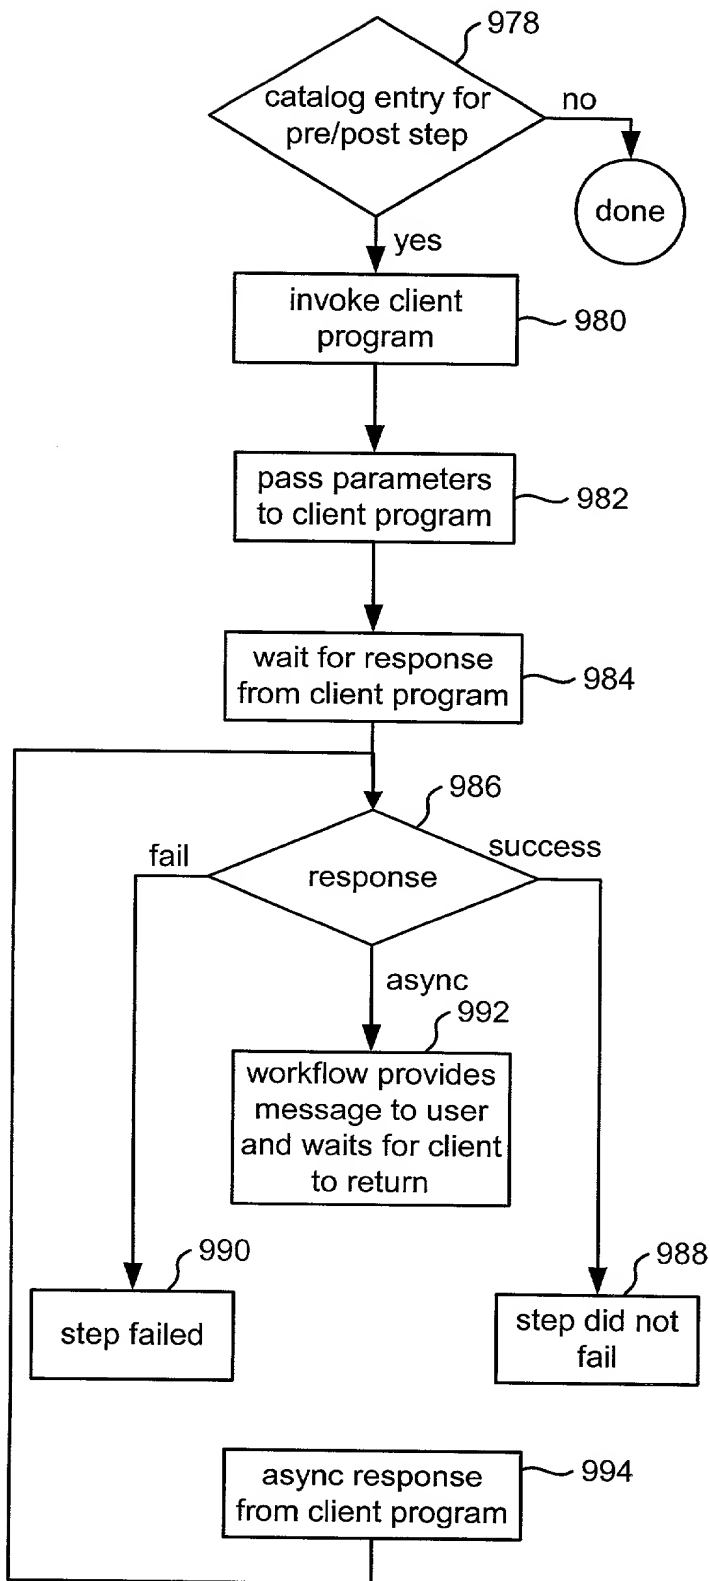 978
catalog entry for
pre/post step
no
done
yes
invoke client
program
980
pass parameters
to client program
982
wait for response
from client program
984
986
fail
success
response
async
992
workflow provides
message to user
and waits for client
to return
990
step failed
988
step did not
fail
async response
from client program
994